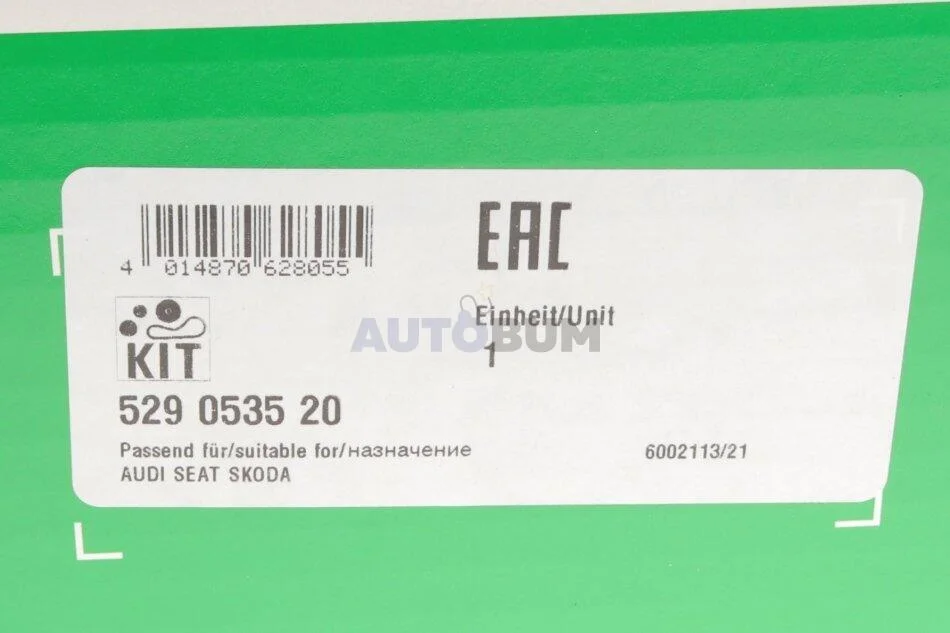 EAC
4 014870 628055
Einheit/Unit
AUTOBUM
1
KIT
529 0535 20
Passend für/suitable for/назначение
6002113/21
AUDI SEAT SKODA